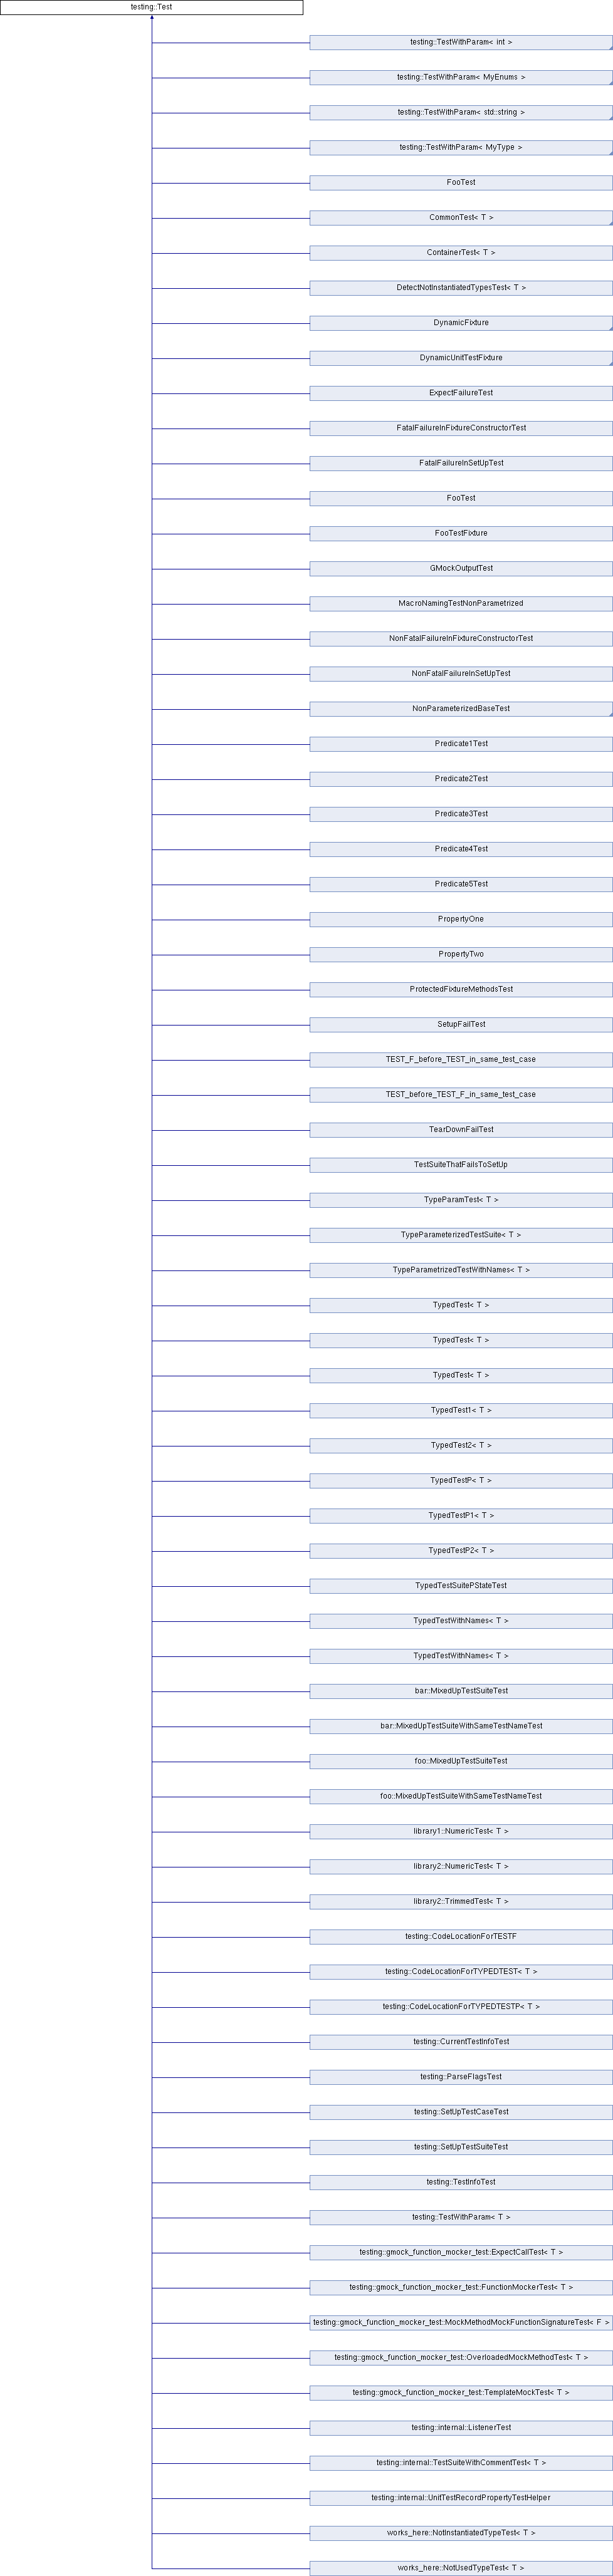 testing::Test
testing::TestWithParam< int >
testing::TestWithParam< MyEnums >
testing::TestWithParam< std::string >
testing::TestWithParam< MyType >
FooTest
CommonTest< T >
ContainerTest< T >
DetectNotInstantiatedTypesTest< T >
DynamicFixture
DynamicUnitTestFixture
ExpectFailureTest
FatalFailureInFixtureConstructorTest
FatalFailureInSetUpTest
FooTest
FooTestFixture
GMockOutputTest
MacroNamingTestNonParametrized
NonFatalFailureInFixtureConstructorTest
NonFatalFailureInSetUpTest
NonParameterizedBaseTest
Predicate1Test
Predicate2Test
Predicate3Test
Predicate4Test
Predicate5Test
PropertyOne
PropertyTwo
ProtectedFixtureMethodsTest
SetupFailTest
TEST_F_before_TEST_in_same_test_case
TEST_before_TEST_F_in_same_test_case
TearDownFailTest
TestSuiteThatFailsToSetUp
TypeParamTest< T >
TypeParameterizedTestSuite< T >
TypeParametrizedTestWithNames< T >
TypedTest< T >
TypedTest< T >
TypedTest< T >
TypedTest1< T >
TypedTest2< T >
TypedTestP< T >
TypedTestP1< T >
TypedTestP2< T >
TypedTestSuitePStateTest
TypedTestWithNames< T >
TypedTestWithNames< T >
bar::MixedUpTestSuiteTest
bar::MixedUpTestSuiteWithSameTestNameTest
foo::MixedUpTestSuiteTest
foo::MixedUpTestSuiteWithSameTestNameTest
library1::NumericTest< T >
library2::NumericTest< T >
library2::TrimmedTest< T >
testing::CodeLocationForTESTF
testing::CodeLocationForTYPEDTEST< T >
testing::CodeLocationForTYPEDTESTP< T >
testing::CurrentTestInfoTest
testing::ParseFlagsTest
testing::SetUpTestCaseTest
testing::SetUpTestSuiteTest
testing::TestInfoTest
testing::TestWithParam< T >
testing::gmock_function_mocker_test::ExpectCallTest< T >
testing::gmock_function_mocker_test::FunctionMockerTest< T >
testing::gmock_function_mocker_test::MockMethodMockFunctionSignatureTest< F >
testing::gmock_function_mocker_test::OverloadedMockMethodTest< T >
testing::gmock_function_mocker_test::TemplateMockTest< T >
testing::internal::ListenerTest
testing::internal::TestSuiteWithCommentTest< T >
testing::internal::UnitTestRecordPropertyTestHelper
works_here::NotInstantiatedTypeTest< T >
works_here::NotUsedTypeTest< T >